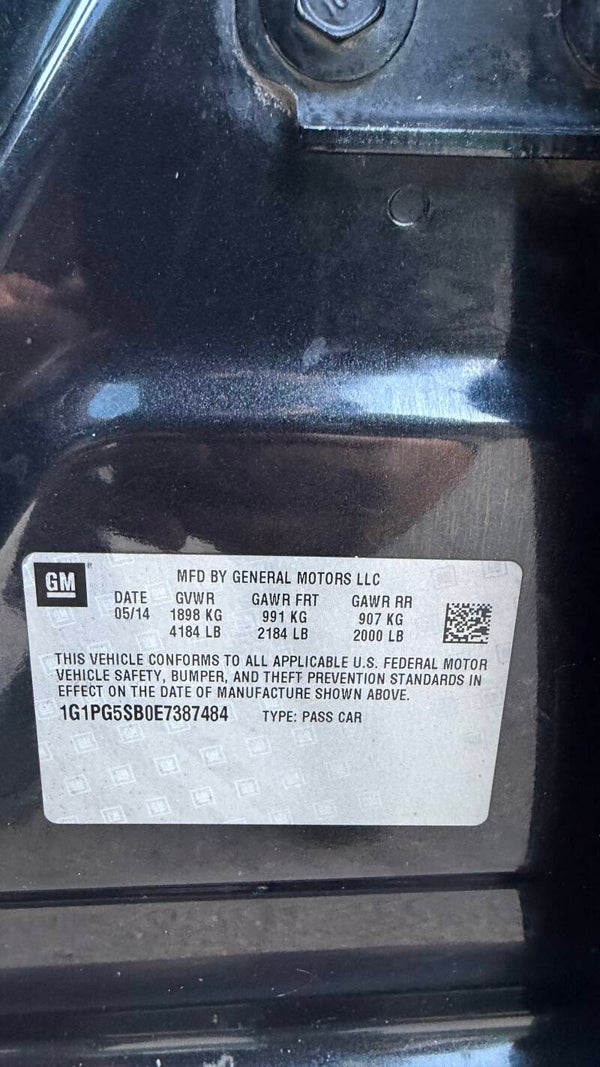 GM
MFD BY GENERAL MOTORS LLC
DATE GVWR GAWR FRT GAWR RR
05/14 1898 KG 991 KG 907 KG
4184 LB 2184 LB 2000 LB
THIS VEHICLE CONFORMS TO ALL APPLICABLE U.S. FEDERAL MOTOR
VEHICLE SAFETY, BUMPER, AND THEFT PREVENTION STANDARDS IN
EFFECT ON THE DATE OF MANUFACTURE SHOWN ABOVE.
1G1PG5SB0E7387484 TYPE: PASS CAR